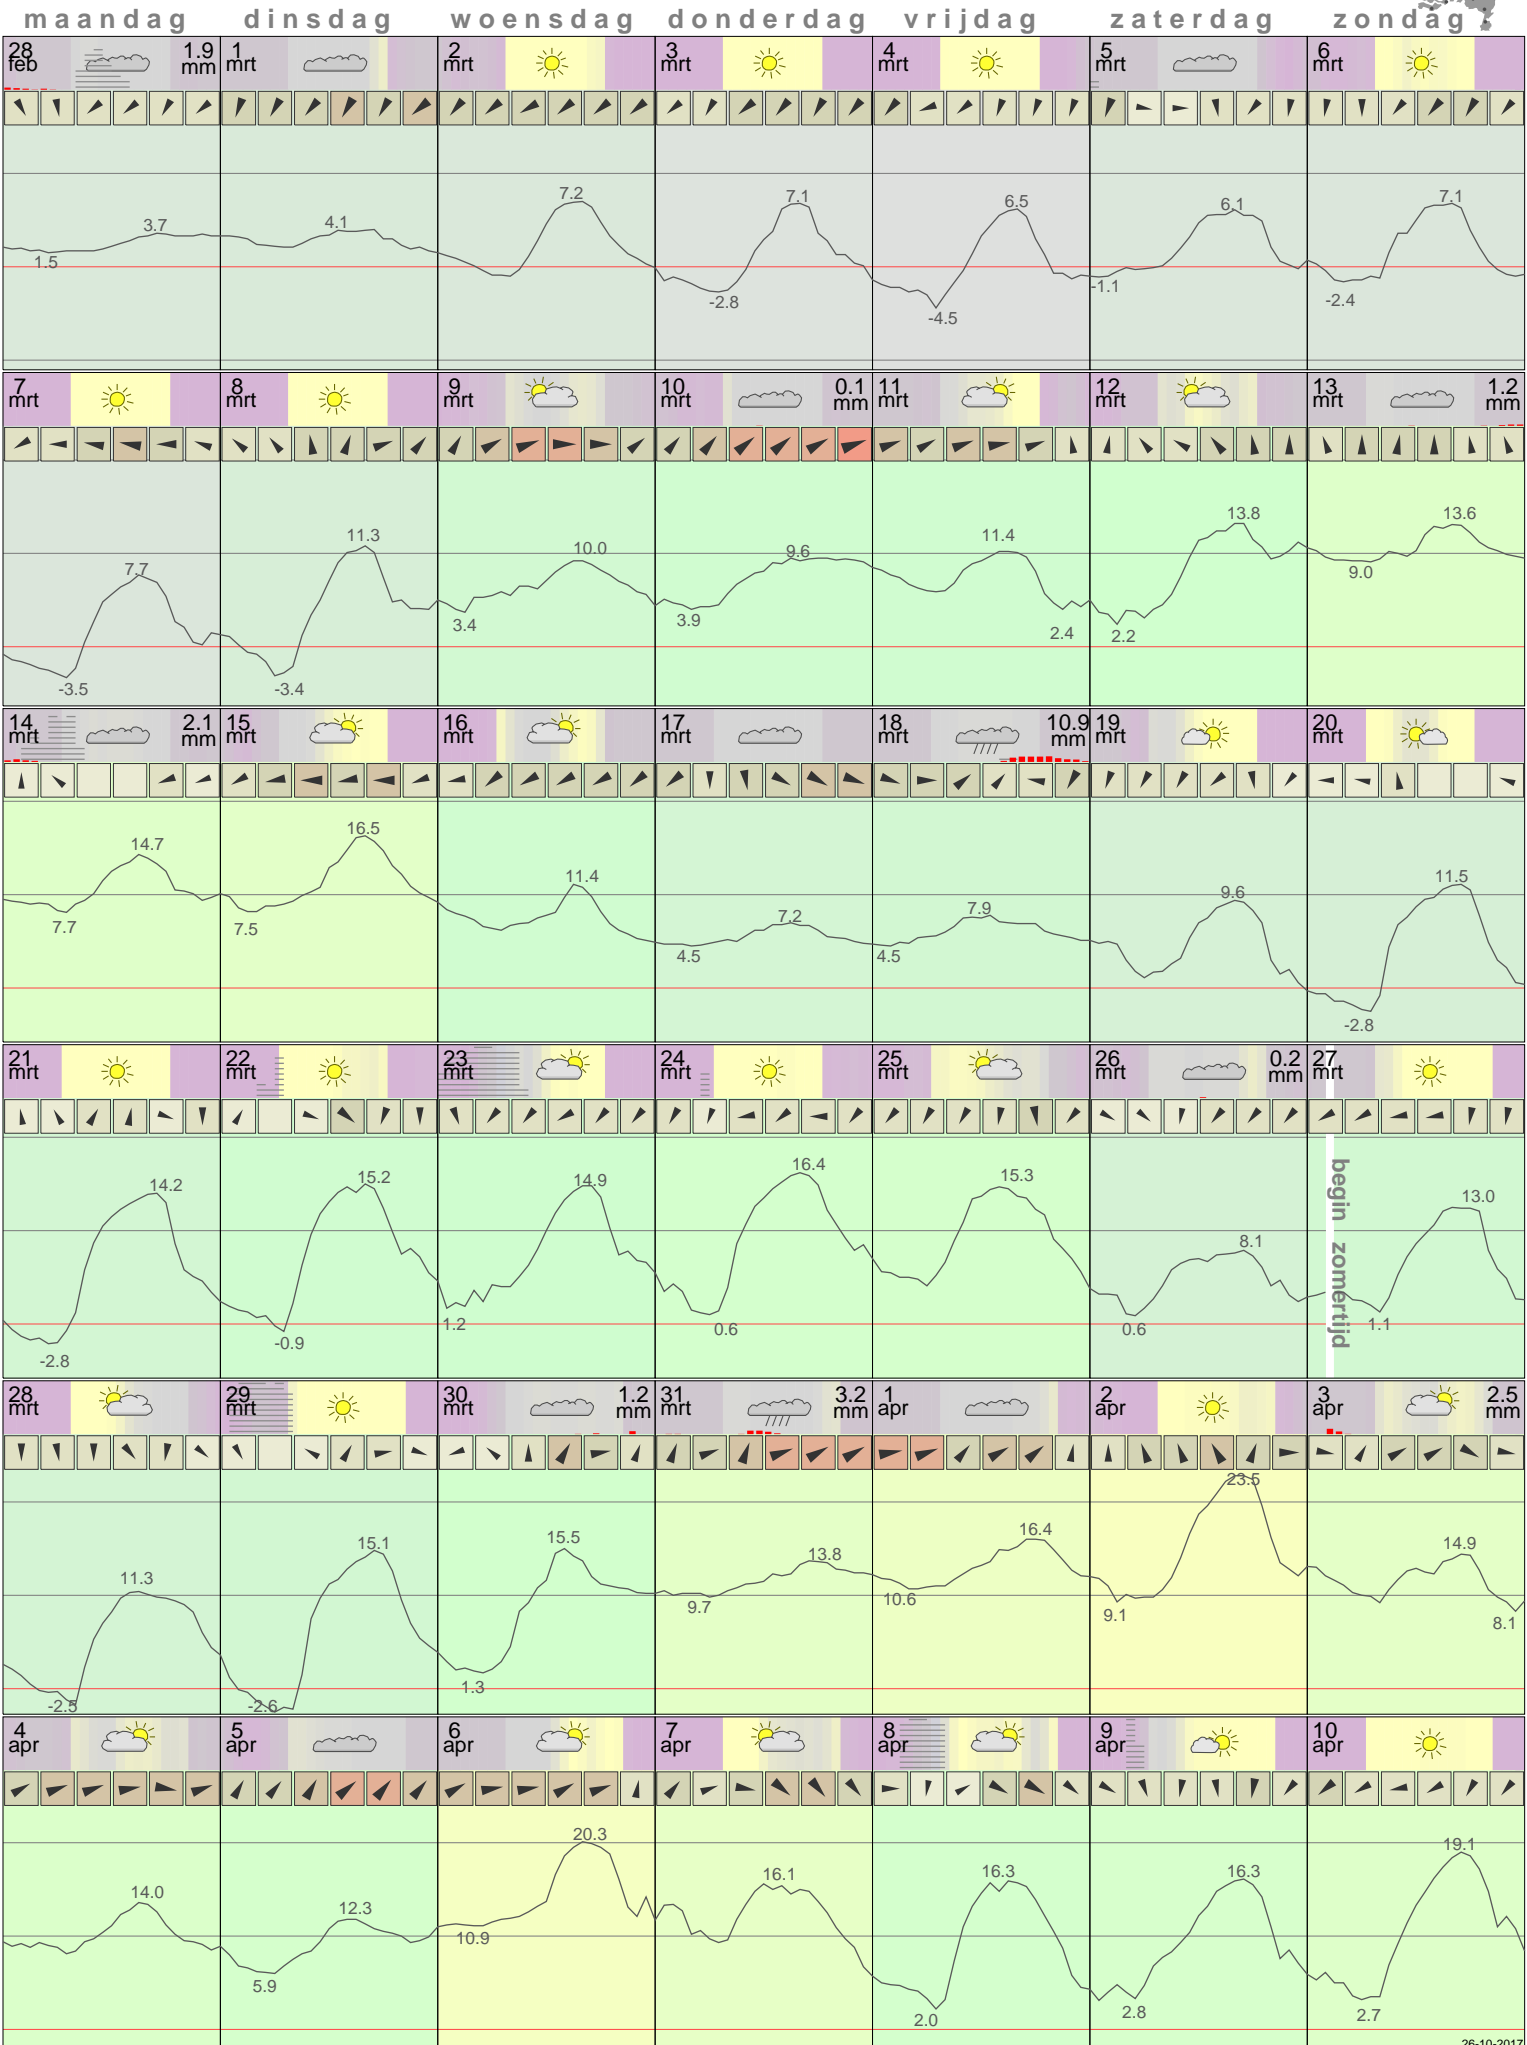 maandag dinsdag woensdag donderdag vrijdag zaterdag zondag
28 feb 1.9 mm 1 mrt 2 mrt 3 mrt 4 mrt 5 mrt 6 mrt
7.2 7.1 6.5 6.1 7.1
3.7 4.1
1.5 -2.8 -4.5 -1.1 -2.4
7 mrt 8 mrt 9 mrt 10 mrt 0.1 mm 11 mrt 12 mrt 13 mrt 1.2 mm
7.7 11.3 10.0 9.6 11.4 13.8 13.6
-3.5 -3.4 3.4 3.9 2.4 2.2 9.0
14 mrt 2.1 mm 15 mrt 16 mrt 17 mrt 18 mrt 10.9 mm 19 mrt 20 mrt
14.7 16.5 11.4 7.2 7.9 9.6 11.5
7.7 7.5 4.5 4.5 -2.8
21 mrt 22 mrt 23 mrt 24 mrt 25 mrt 26 mrt 0.2 mm 27 mrt
14.2 15.2 14.9 16.4 15.3 8.1 13.0
-2.8 -0.9 1.2 0.6 0.6 1.1
begin zomertijd
28 mrt 29 mrt 30 mrt 1.2 mm 31 mrt 3.2 mm 1 apr 2 apr 3 apr 2.5 mm
11.3 15.1 15.5 13.8 16.4 23.5 14.9
-2.5 -2.6 1.3 9.7 10.6 9.1 8.1
4 apr 5 apr 6 apr 7 apr 8 apr 9 apr 10 apr
14.0 12.3 20.3 16.1 16.3 16.3 19.1
5.9 10.9 2.0 2.8 2.7
26-10-2017